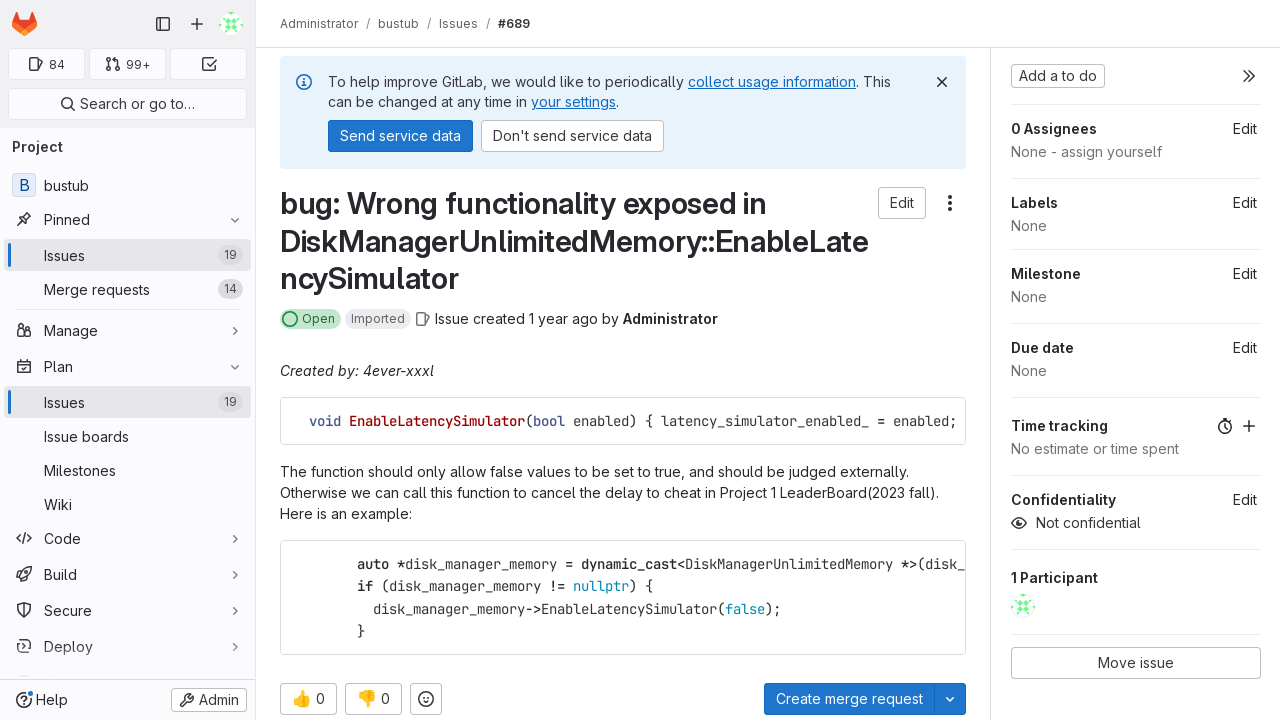 Administrator / bustub / Issues / #689
84
99+
Search or go to…
Project
B bustub
Pinned
Issues 19
Merge requests 14
Manage
Plan
Issues 19
Issue boards
Milestones
Wiki
Code
Build
Secure
Deploy
Help
Admin
To help improve GitLab, we would like to periodically collect usage information. This
can be changed at any time in your settings.
Send service data
Don't send service data
bug: Wrong functionality exposed in
DiskManagerUnlimitedMemory::EnableLate
ncySimulator
Edit
Open
Imported
Issue created 1 year ago by Administrator
Created by: 4ever-xxxl
void EnableLatencySimulator(bool enabled) { latency_simulator_enabled_ = enabled;
The function should only allow false values to be set to true, and should be judged externally.
Otherwise we can call this function to cancel the delay to cheat in Project 1 LeaderBoard(2023 fall).
Here is an example:
auto *disk_manager_memory = dynamic_cast<DiskManagerUnlimitedMemory *>(disk_
if (disk_manager_memory != nullptr) {
disk_manager_memory->EnableLatencySimulator(false);
}
👍 0
👎 0
Create merge request
Add a to do
0 Assignees Edit
None - assign yourself
Labels Edit
None
Milestone Edit
None
Due date Edit
None
Time tracking
No estimate or time spent
Confidentiality Edit
Not confidential
1 Participant
Move issue